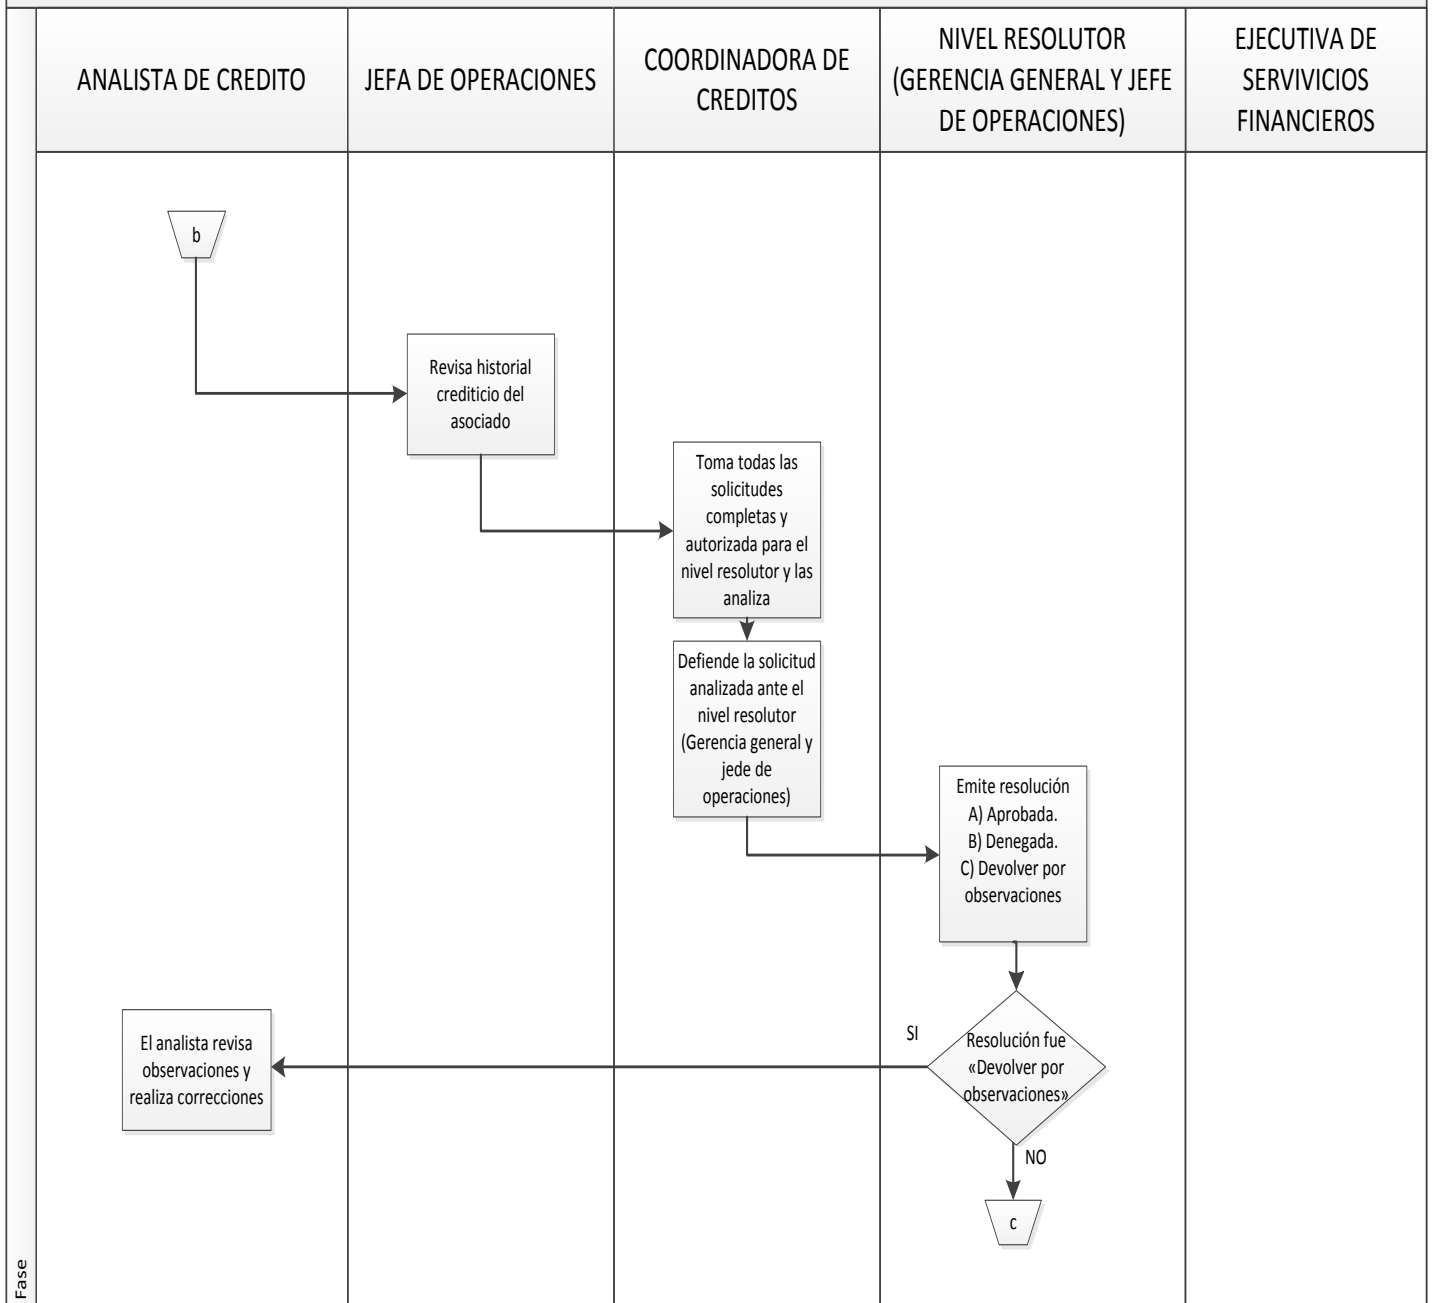 ANALISTA DE CREDITO
JEFA DE OPERACIONES
COORDINADORA DE
CREDITOS
NIVEL RESOLUTOR
(GERENCIA GENERAL Y JEFE
DE OPERACIONES)
EJECUTIVA DE
SERVIVICIOS
FINANCIEROS
b
Revisa historial
crediticio del
asociado
Toma todas las
solicitudes
completas y
autorizada para el
nivel resolutor y las
analiza
Defiende la solicitud
analizada ante el
nivel resolutor
(Gerencia general y
jede de
operaciones)
Emite resolución
A) Aprobada.
B) Denegada.
C) Devolver por
observaciones
SI
Resolución fue
«Devolver por
observaciones»
El analista revisa
observaciones y
realiza correcciones
NO
c
Fase